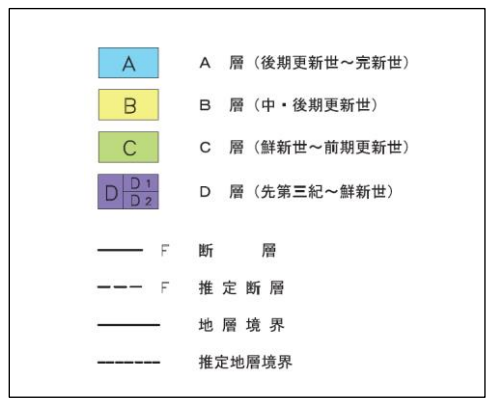 A A 層（後期更新世～完新世）
B B 層（中・後期更新世）
C C 層（鮮新世～前期更新世）
D D1 D2 D 層（先第三紀～鮮新世）
F 断 層
F 推定断層
地層境界
推定地層境界